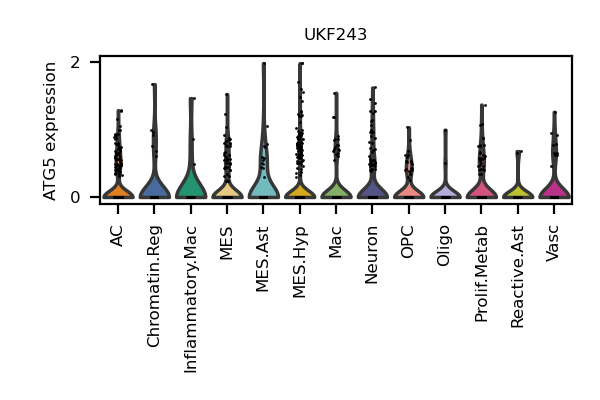 UKF243
ATG5 expression
2
0
AC
Chromatin.Reg
Inflammatory.Mac
MES
MES.Ast
MES.Hyp
Mac
Neuron
OPC
Oligo
Prolif.Metab
Reactive.Ast
Vasc